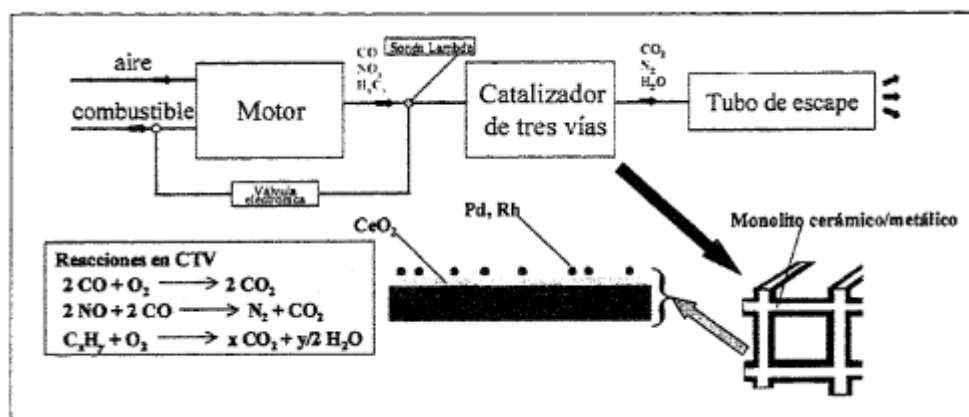 aire
combustible
Motor
CO
NOx
HxCy
Sonda Lambda
Válvula
electrónica
Catalizador
de tres vías
CO2
N2
H2O
Tubo de escape
Monolito cerámico/metálico
Pd, Rh
CeO2
Reacciones en CTV
2 CO + O2 → 2 CO2
2 NO + 2 CO → N2 + CO2
CxHy + O2 → x CO2 + y/2 H2O